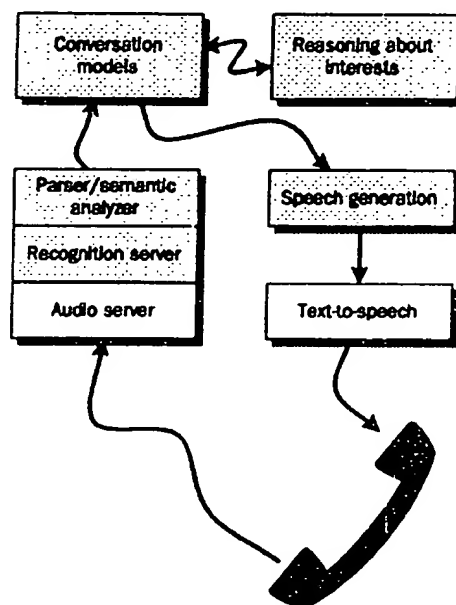 Conversation
models
Reasoning about
interests
Parser/semantic
analyzer
Recognition server
Audio server
Speech generation
Text-to-speech